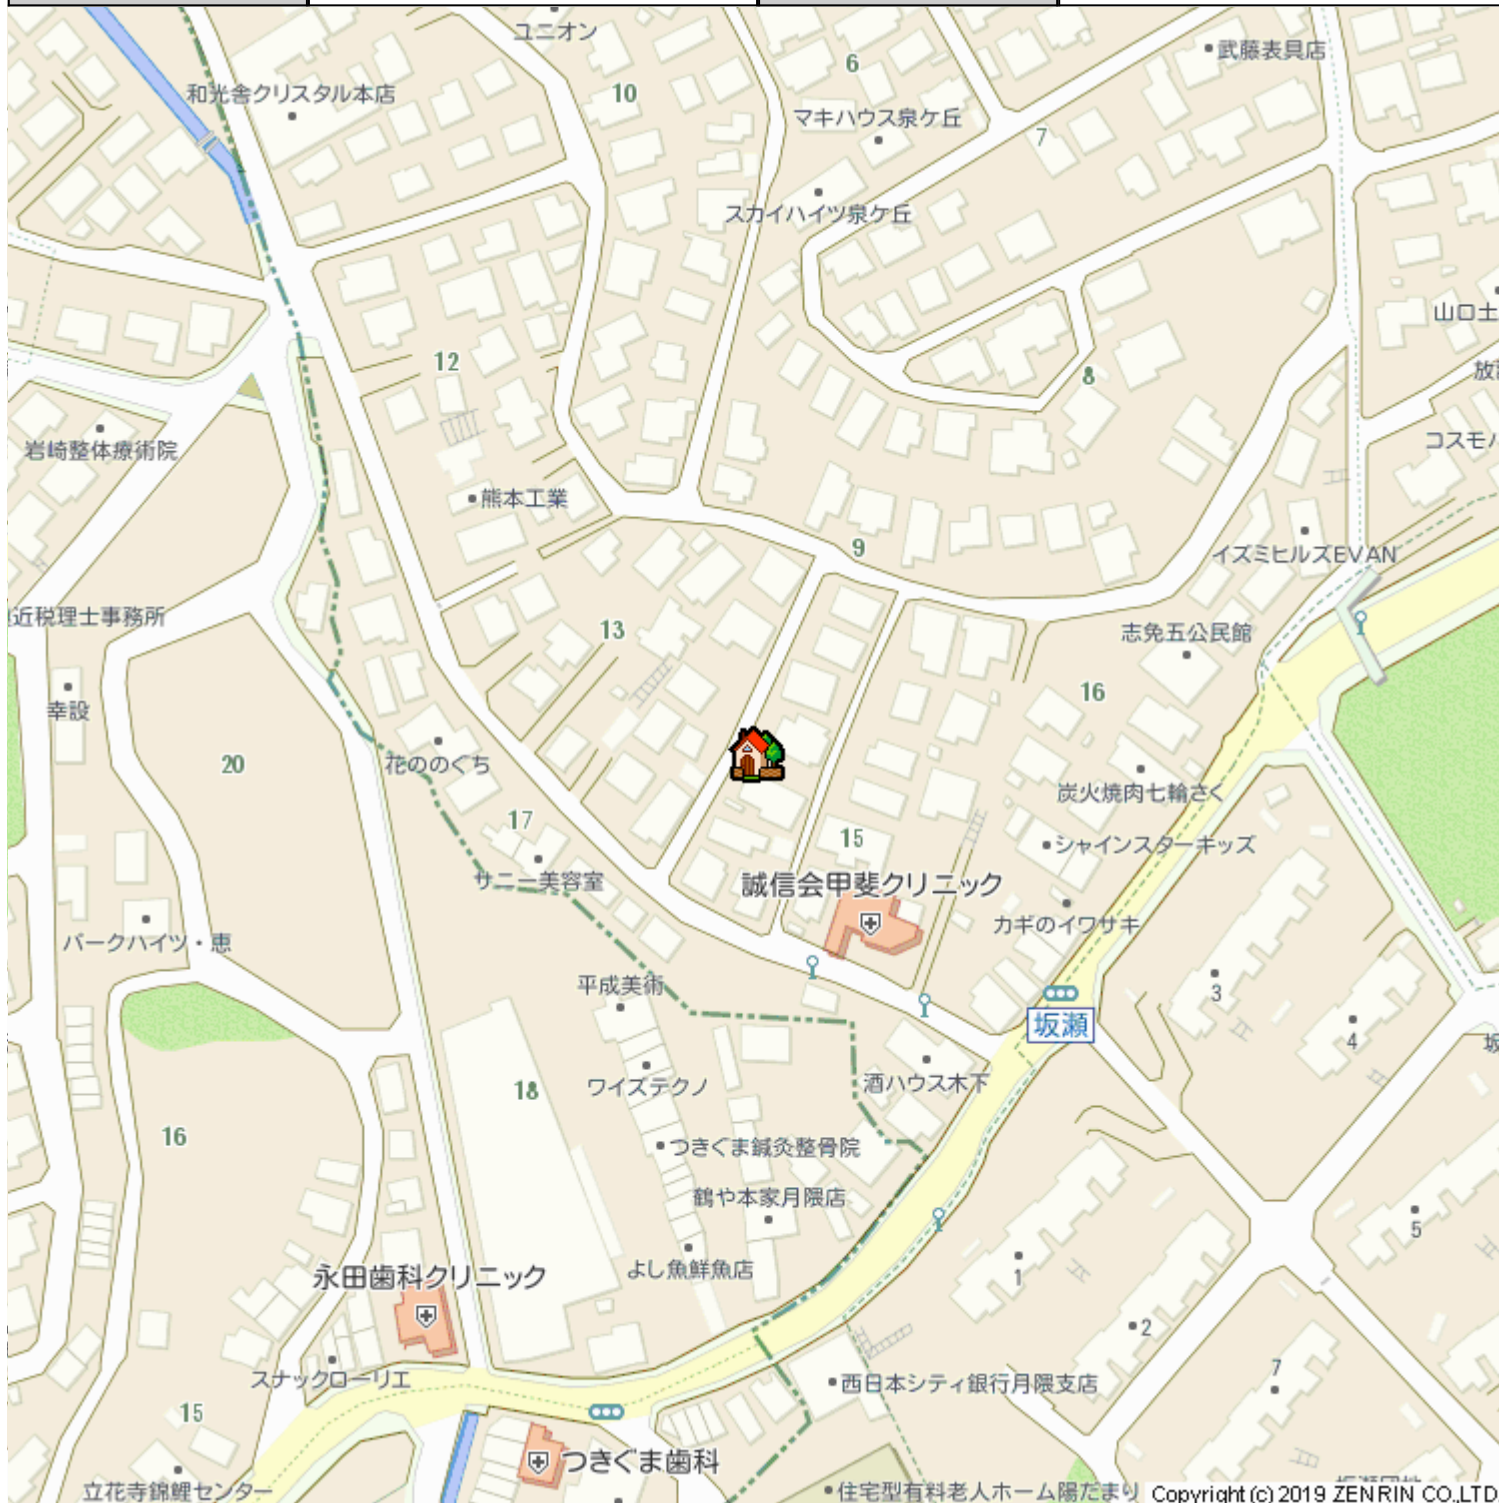 ユニオン
武藤表具店
6
和光舎クリスタル本店
10
マキハウス泉ケ丘
7
スカイハイツ泉ケ丘
山口土
12
8
岩崎整体療術院
コスモハ
熊本工業
9
イズミヒルズEVAN
近税理士事務所
13
志免五公民館
16
幸設
20
花ののぐち
炭火焼肉七輪さく
17
15
シャインスターキッズ
サニー美容室
誠信会甲斐クリニック
カギのイワサキ
パークハイツ・恵
平成美術
3
坂瀬
4
坂
18
ワイズテクノ
酒ハウス木下
16
つきぐま鍼灸整骨院
鶴や本家月隈店
5
よし魚鮮魚店
1
永田歯科クリニック
2
スナックローリエ
7
西日本シティ銀行月隈支店
15
つきぐま歯科
立花寺錦鯉センター
住宅型有料老人ホーム陽だまり
Copyright (c) 2019 ZENRIN CO.,LTD